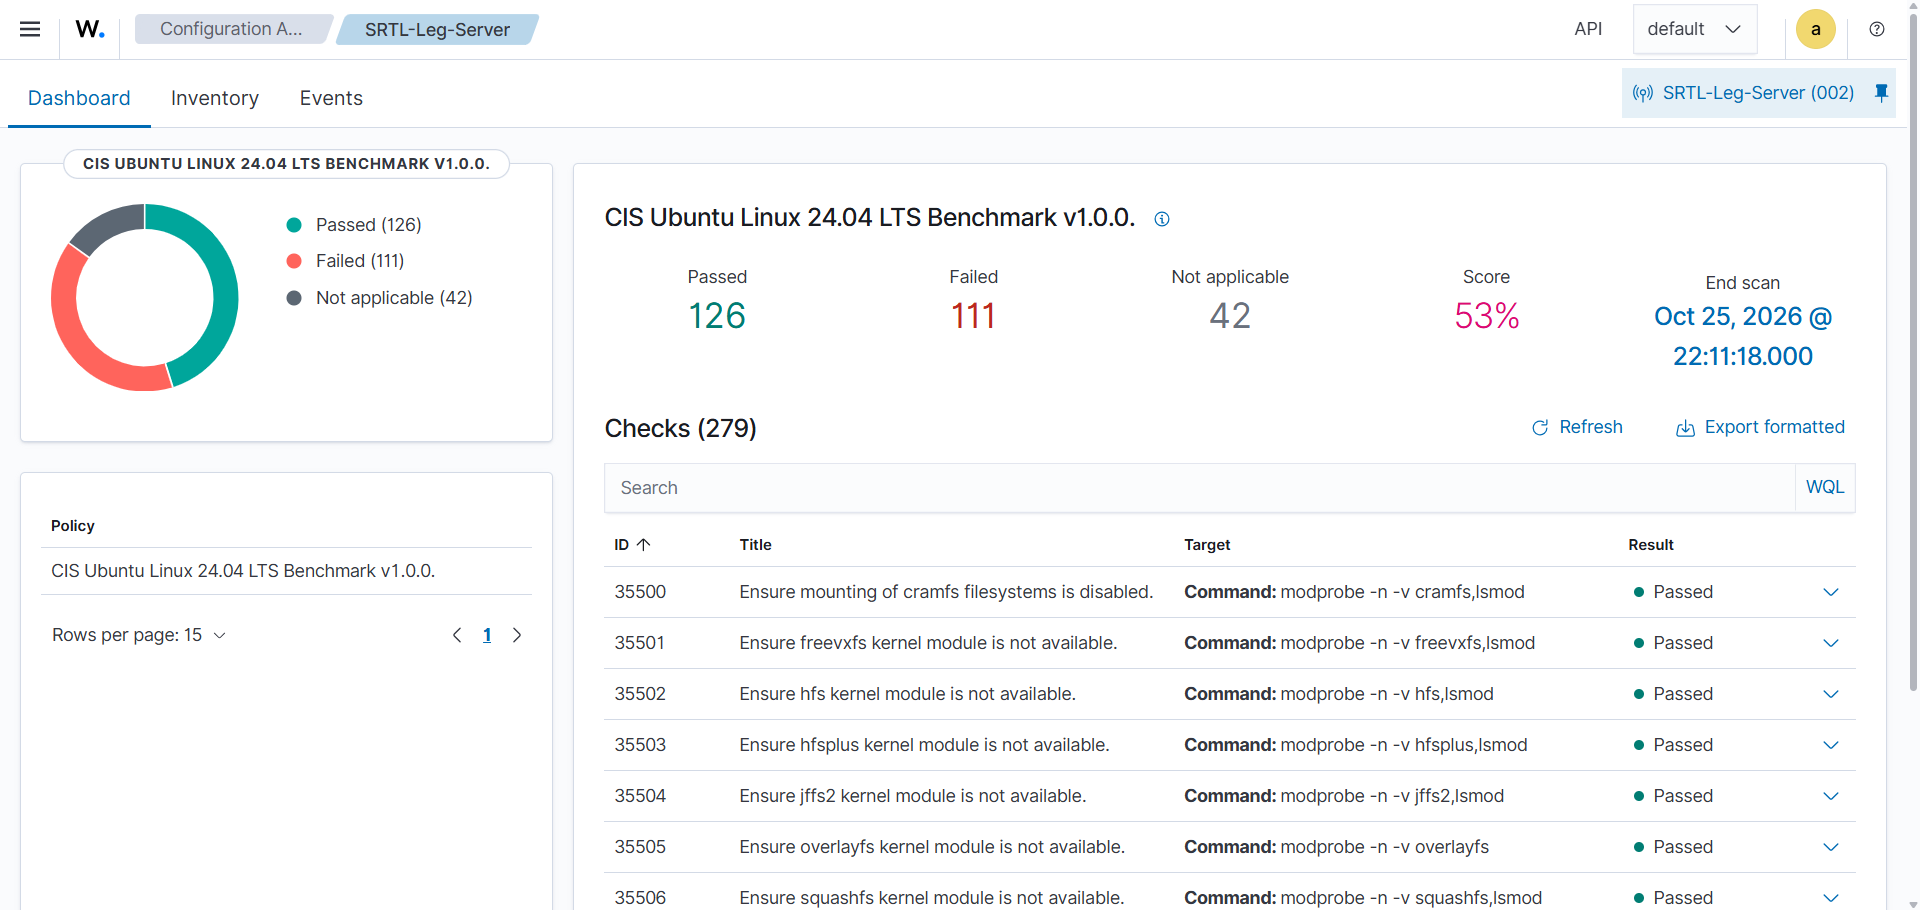 W.
Configuration A...
SRTL-Leg-Server
API
default
a
Dashboard
Inventory
Events
SRTL-Leg-Server (002)
CIS UBUNTU LINUX 24.04 LTS BENCHMARK V1.0.0.
Passed (126)
Failed (111)
Not applicable (42)
Policy
CIS Ubuntu Linux 24.04 LTS Benchmark v1.0.0.
Rows per page: 15
1
CIS Ubuntu Linux 24.04 LTS Benchmark v1.0.0.
Passed
126
Failed
111
Not applicable
42
Score
53%
End scan
Oct 25, 2026 @
22:11:18.000
Checks (279)
Refresh
Export formatted
Search
WQL
ID Title Target Result
35500 Ensure mounting of cramfs filesystems is disabled. Command: modprobe -n -v cramfs,lsmod Passed
35501 Ensure freevxfs kernel module is not available. Command: modprobe -n -v freevxfs,lsmod Passed
35502 Ensure hfs kernel module is not available. Command: modprobe -n -v hfs,lsmod Passed
35503 Ensure hfsplus kernel module is not available. Command: modprobe -n -v hfsplus,lsmod Passed
35504 Ensure jffs2 kernel module is not available. Command: modprobe -n -v jffs2,lsmod Passed
35505 Ensure overlayfs kernel module is not available. Command: modprobe -n -v overlayfs Passed
35506 Ensure squashfs kernel module is not available. Command: modprobe -n -v squashfs,lsmod Passed